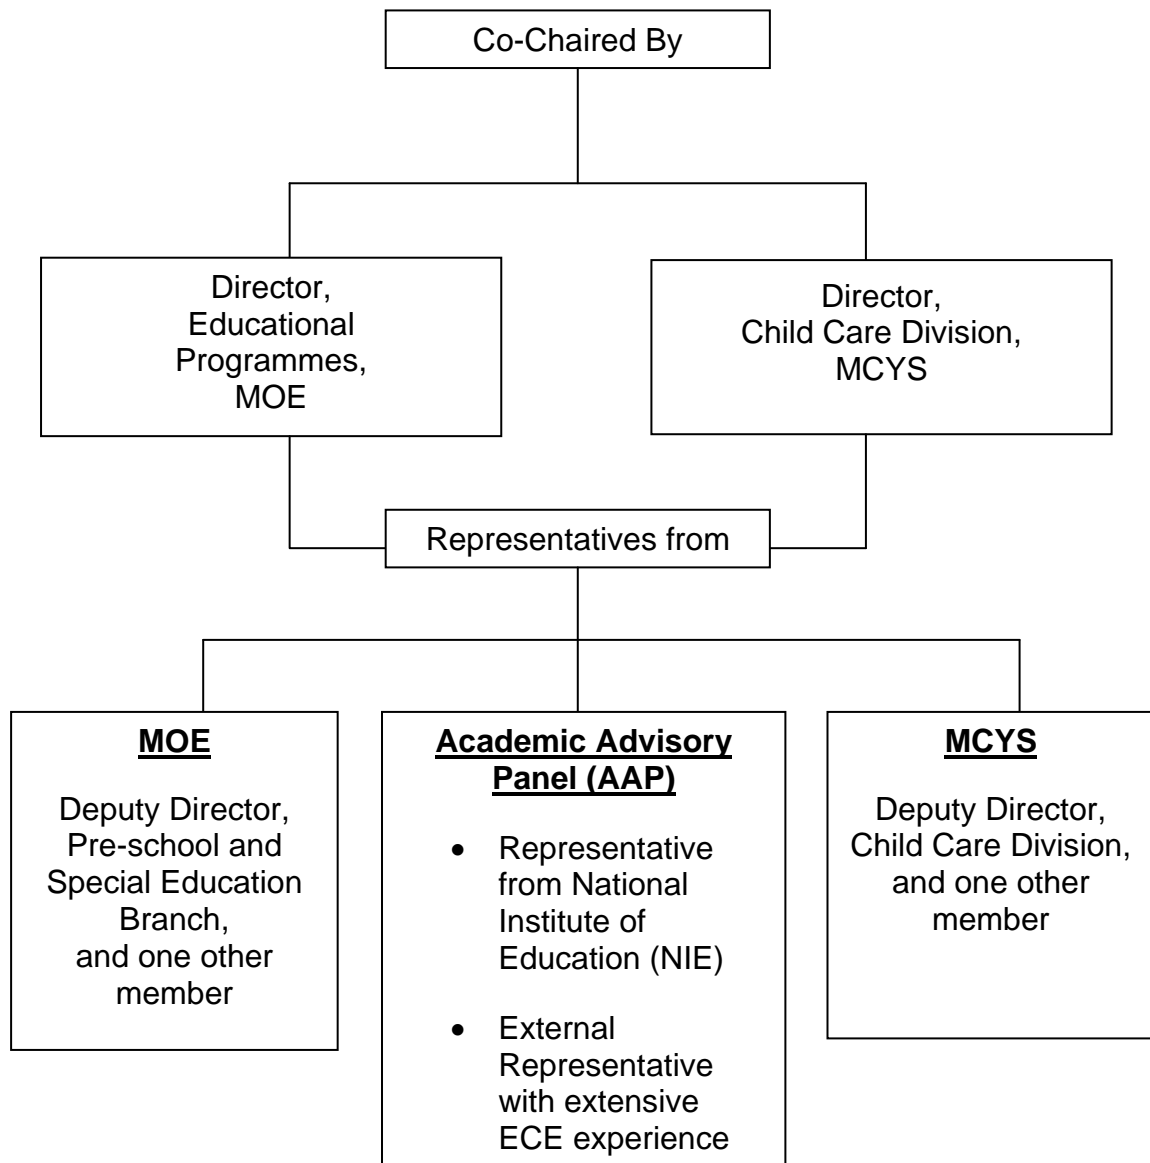 Co-Chaired By
Director,
Educational
Programmes,
MOE
Director,
Child Care Division,
MCYS
Representatives from
MOE
Deputy Director,
Pre-school and
Special Education
Branch,
and one other
member
Academic Advisory
Panel (AAP)
• Representative
from National
Institute of
Education (NIE)
• External
Representative
with extensive
ECE experience
MCYS
Deputy Director,
Child Care Division,
and one other
member